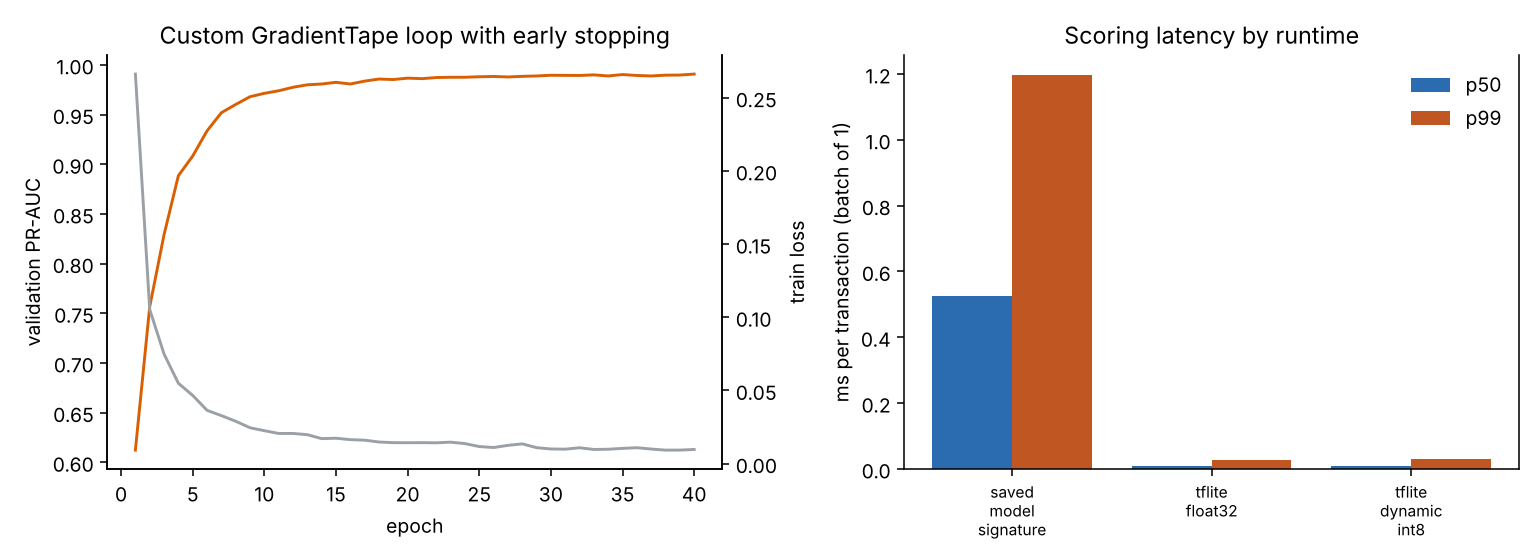 Custom GradientTape loop with early stopping
validation PR-AUC
1.00
0.95
0.90
0.85
0.80
0.75
0.70
0.65
0.60
0
5
10
15
20
25
30
35
40
epoch
0.25
0.20
0.15
0.10
0.05
0.00
train loss
Scoring latency by runtime
ms per transaction (batch of 1)
1.2
1.0
0.8
0.6
0.4
0.2
0.0
p50
p99
saved
model
signature
tflite
float32
tflite
dynamic
int8